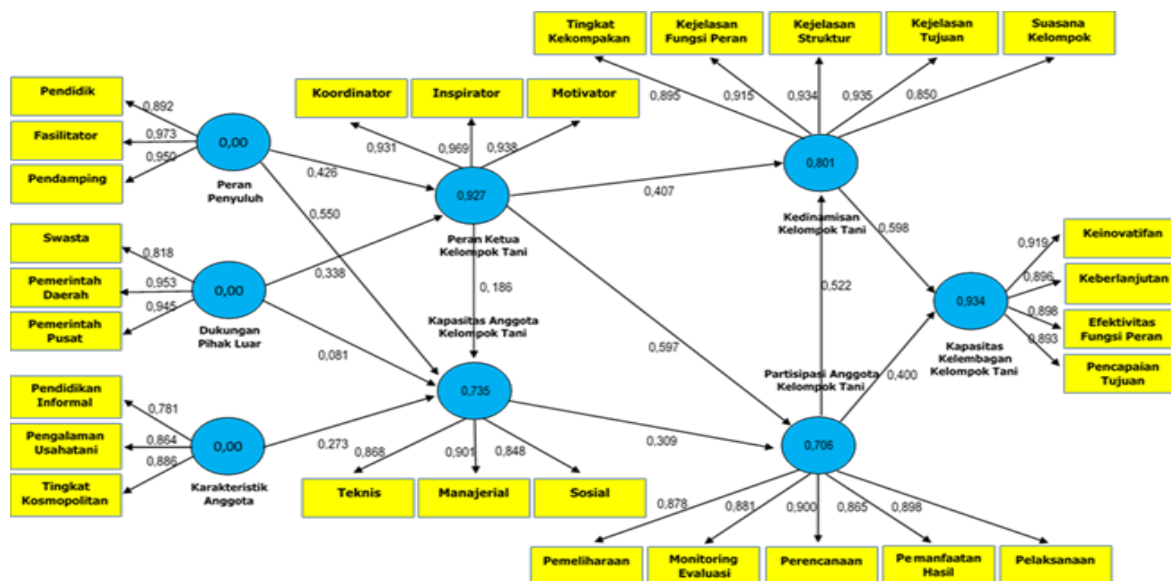 Tingkat
Kekompakan
Kejelasan
Fungsi Peran
Kejelasan
Struktur
Kejelasan
Tujuan
Suasana
Kelompok
0,895
0,915
0,934
0,935
0,850
Pendidik
Fasilitator
Pendamping
0,892
0,973
0,950
0,00
Peran
Penyuluh
Koordinator
Inspirator
Motivator
0,931
0,969
0,938
0,426
0,550
0,927
Peran Ketua
Kelompok Tani
0,407
0,801
Kedinamisan
Kelompok Tani
0,598
Swasta
Pemerintah
Daerah
Pemerintah
Pusat
0,818
0,953
0,945
0,00
Dukungan
Pihak Luar
0,338
0,081
0,186
0,597
0,522
Kapasitas Anggota
Kelompok Tani
0,735
0,934
Kapasitas
Kelembagan
Kelompok Tani
0,919
0,896
0,898
0,893
Keinovatifan
Keberlanjutan
Efektivitas
Fungsi Peran
Pencapaian
Tujuan
Partisipasi Anggota
Kelompok Tani
0,400
Pendidikan
Informal
Pengalaman
Usahatani
Tingkat
Kosmopolitan
0,781
0,864
0,886
0,00
Karakteristik
Anggota
0,273
0,309
0,706
0,868
0,901
0,848
Teknis
Manajerial
Sosial
0,878
0,881
0,900
0,865
0,898
Pemeliharaan
Monitoring
Evaluasi
Perencanaan
Pemanfaatan
Hasil
Pelaksanaan